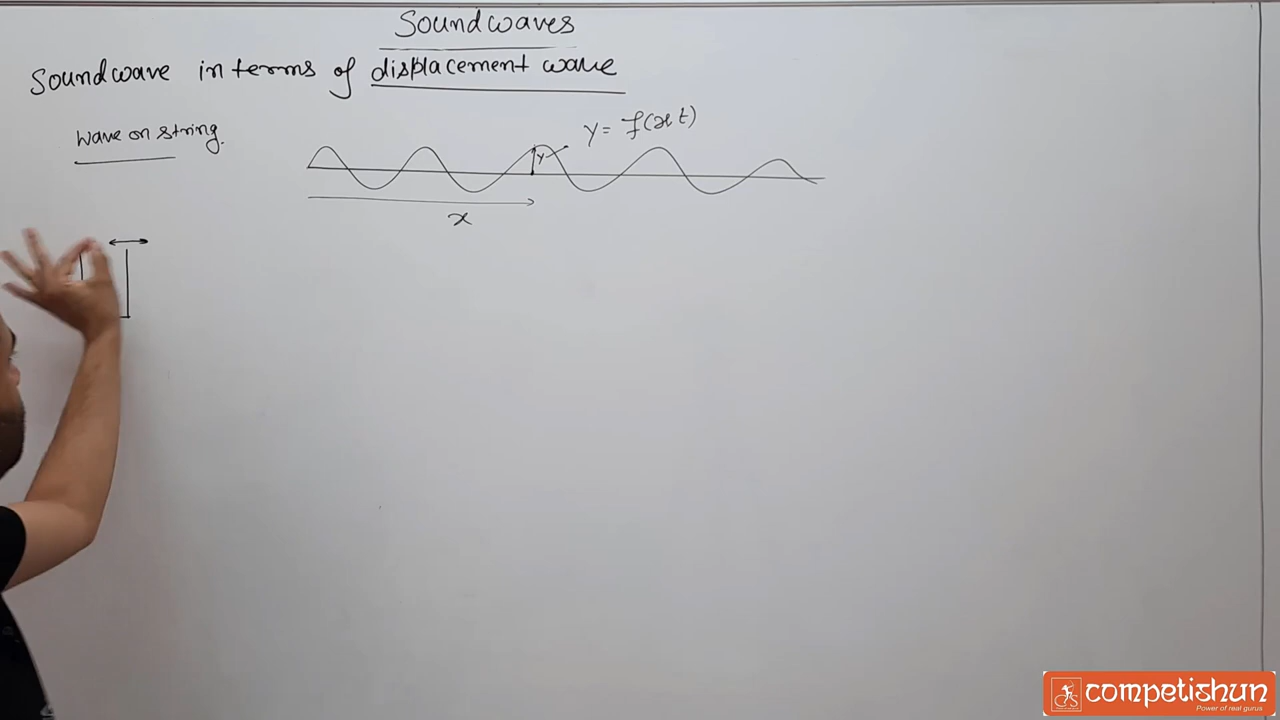 Soundwaves
Soundwave in terms of displacement wave
Wave on string.
y = f(x t)
y
x
competishun
Power of real gurus